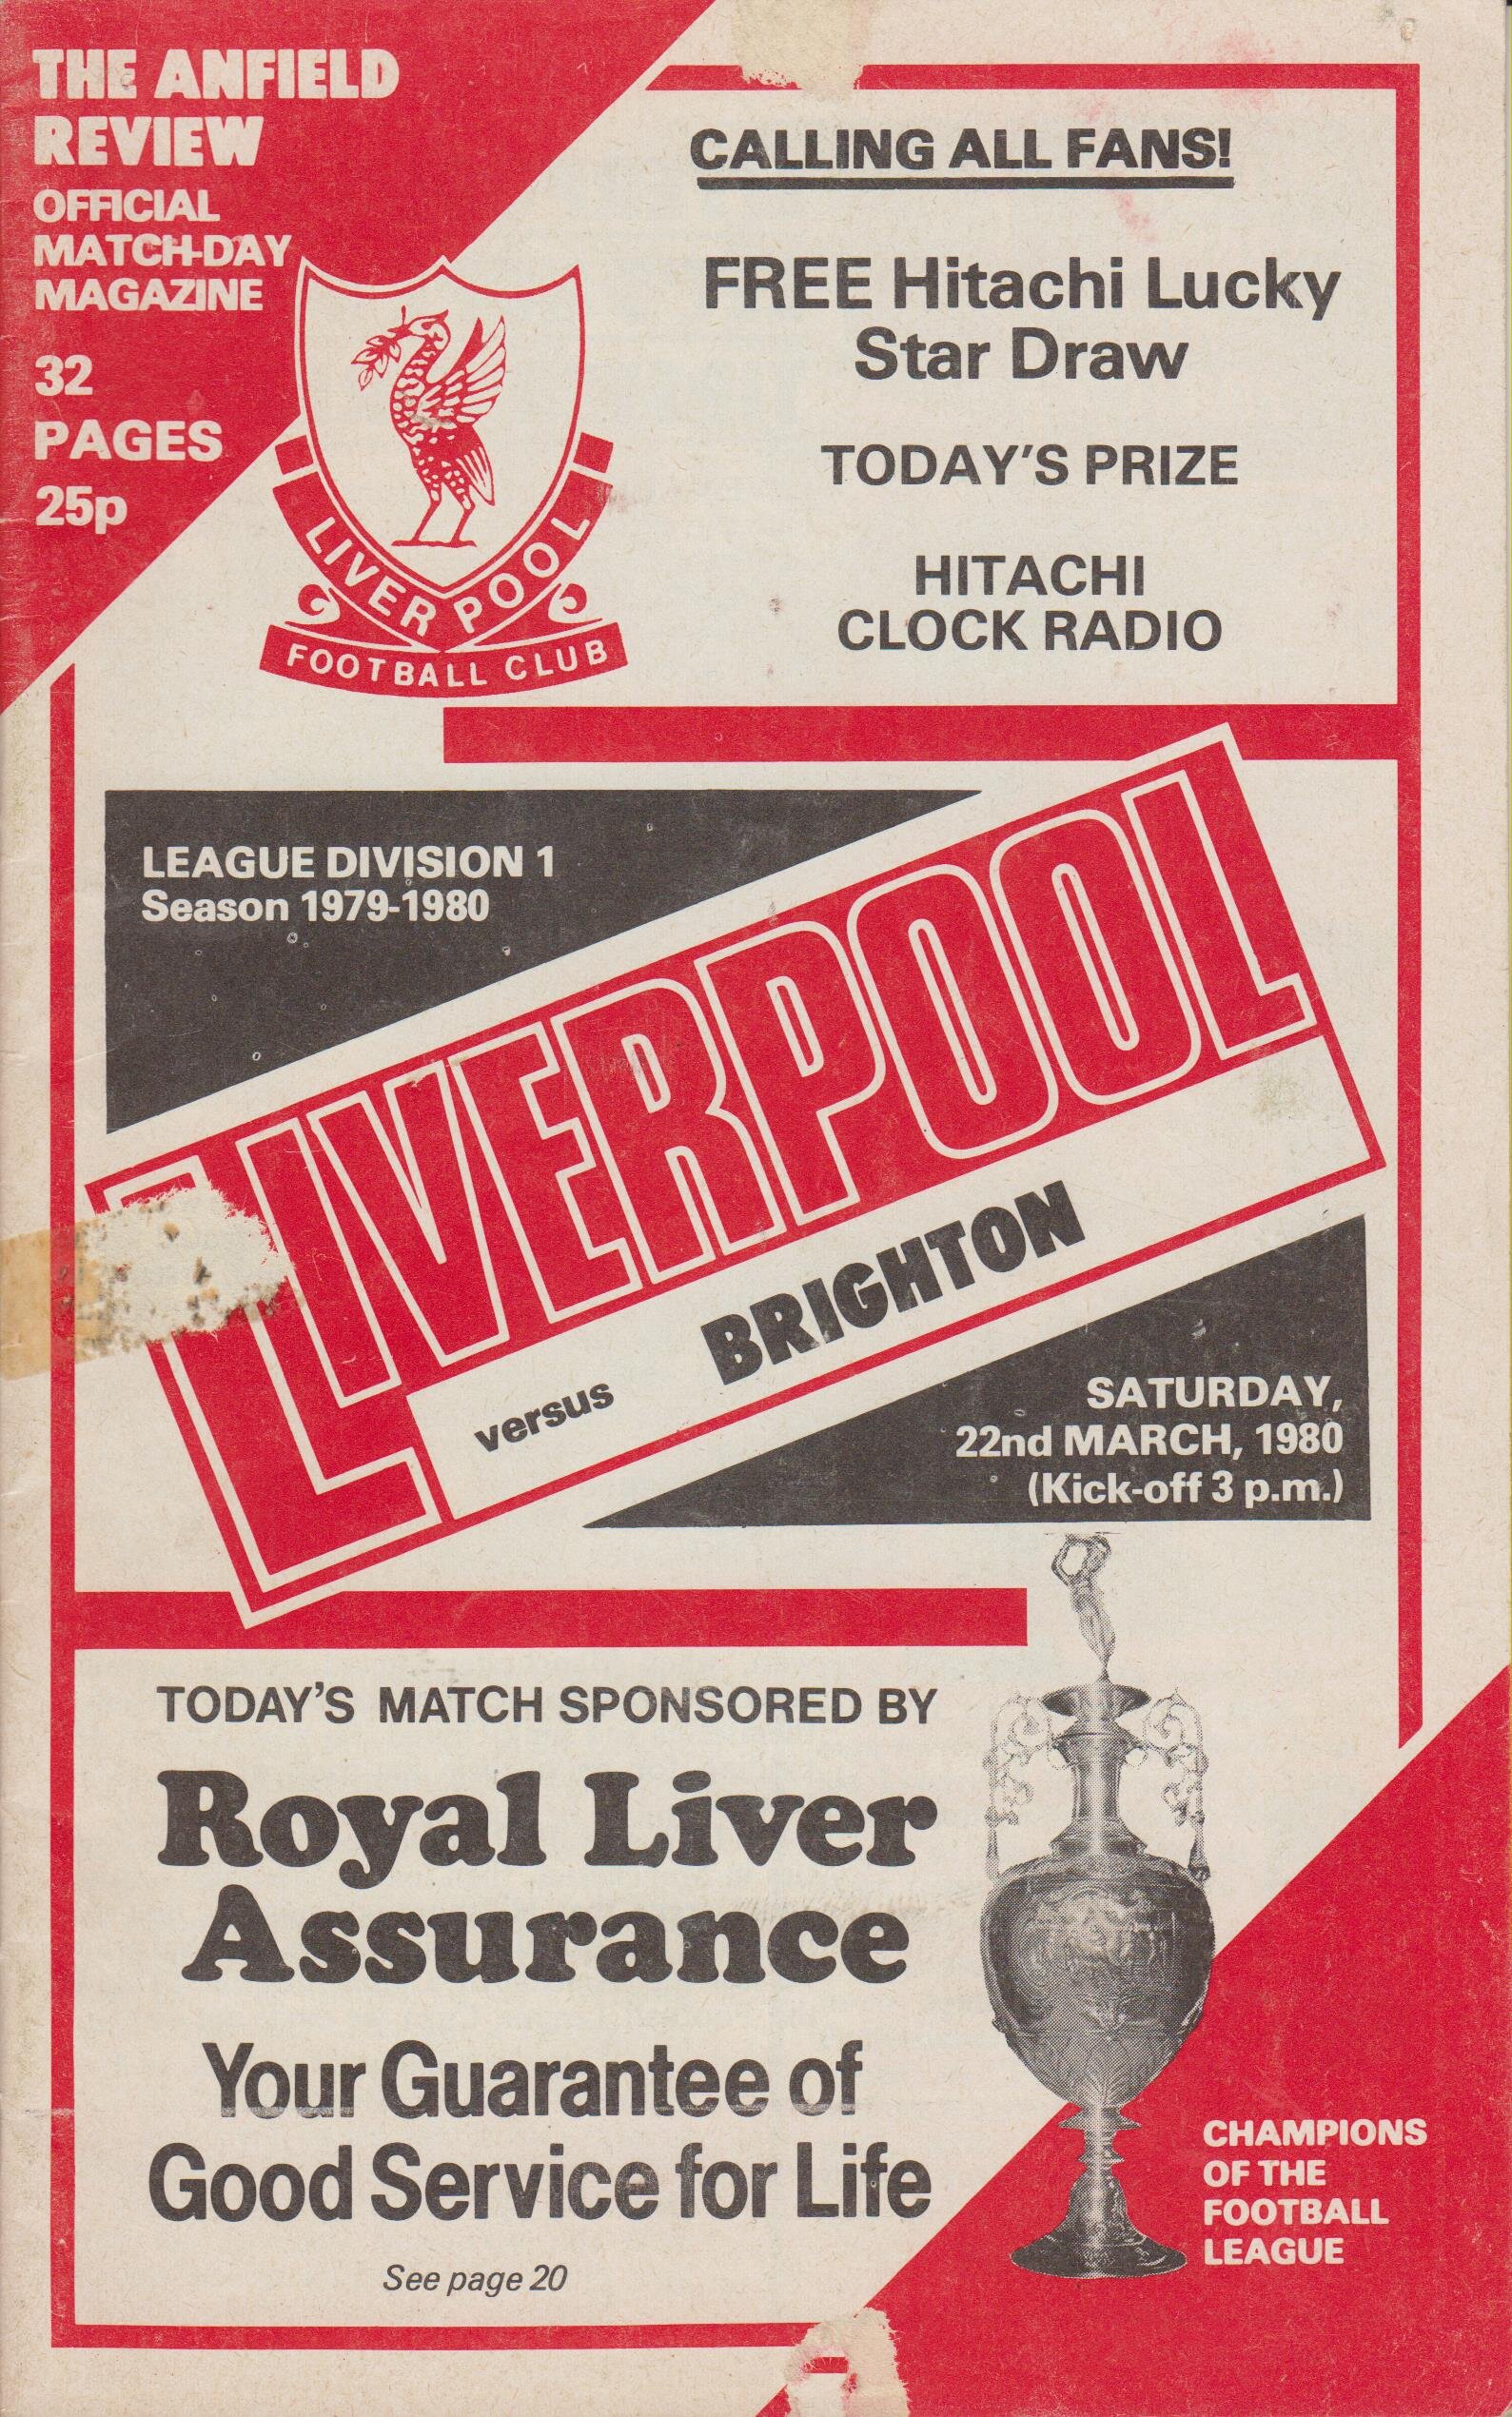 THE ANFIELD
REVIEW
OFFICIAL
MATCH-DAY
MAGAZINE
32
PAGES
25p
LIVERPOOL
FOOTBALL CLUB
CALLING ALL FANS!
FREE Hitachi Lucky
Star Draw
TODAY'S PRIZE
HITACHI
CLOCK RADIO
LEAGUE DIVISION 1
Season 1979-1980
LIVERPOOL
versus BRIGHTON
SATURDAY,
22nd MARCH, 1980
(Kick-off 3 p.m.)
TODAY'S MATCH SPONSORED BY
Royal Liver
Assurance
Your Guarantee of
Good Service for Life
See page 20
CHAMPIONS
OF THE
FOOTBALL
LEAGUE